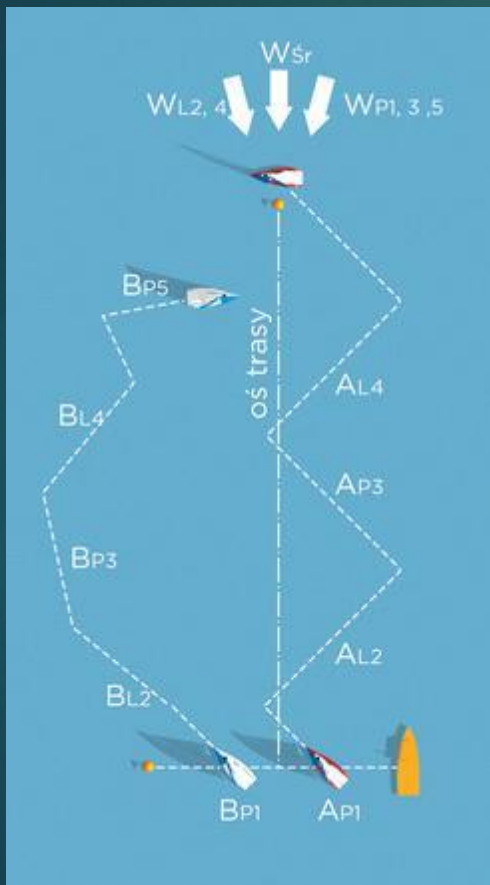 WŚr
WL2, 4
WP1, 3 ,5
BP5
oś trasy
AL4
BL4
AP3
BP3
AL2
BL2
BP1
AP1